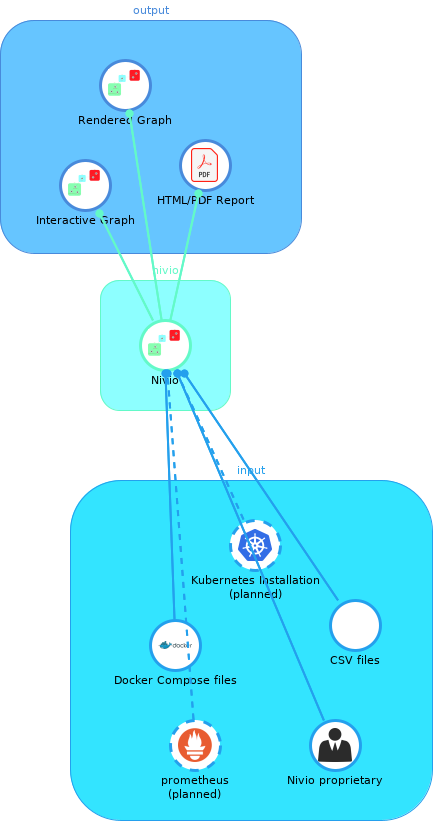 output
Rendered Graph
PDF
HTML/PDF Report
Interactive Graph
nivio
Nivio
input
Kubernetes Installation
(planned)
CSV files
docker
Docker Compose files
prometheus
(planned)
Nivio proprietary